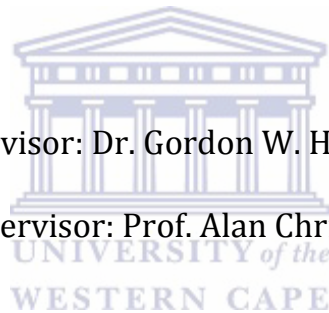 visor: Dr. Gordon W. H
ervisor: Prof. Alan Chr
UNIVERSITY of the
WESTERN CAPE